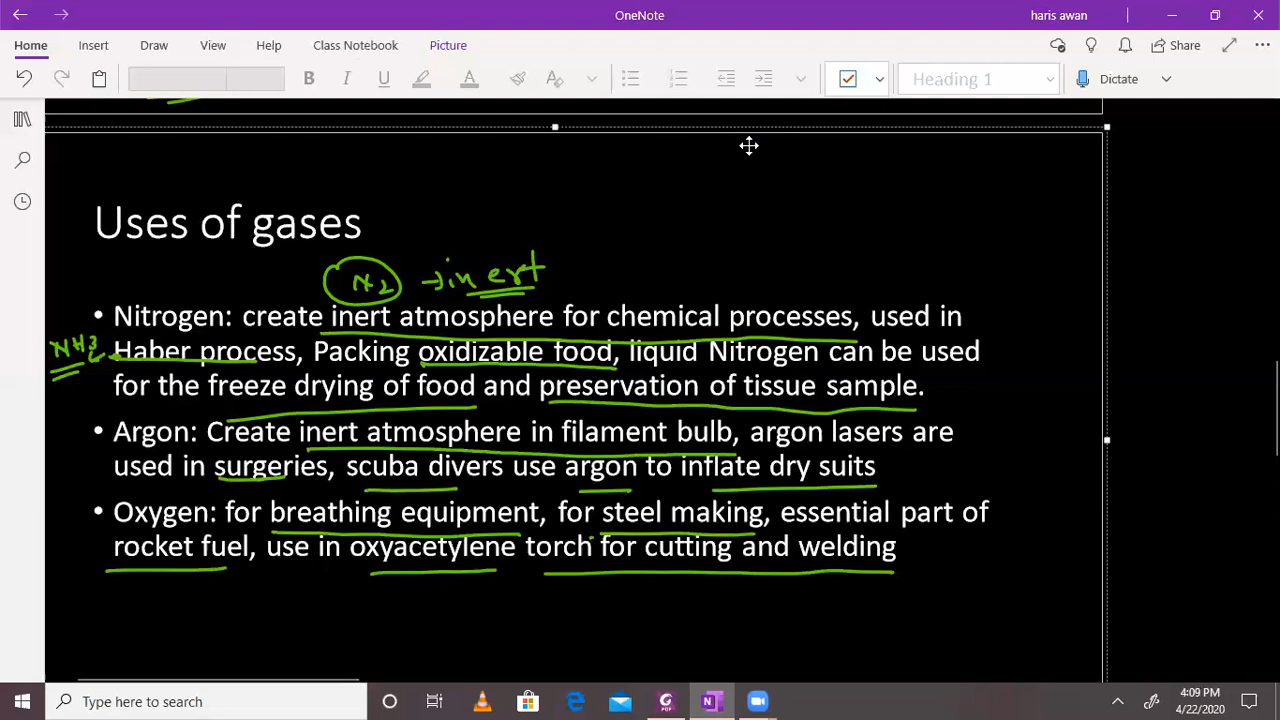 OneNote
haris awan
Home Insert Draw View Help Class Notebook Picture
Share
B I U A
Heading 1
Dictate
Uses of gases
N2 → inert
• Nitrogen: create inert atmosphere for chemical processes, used in
NH3
Haber process, Packing oxidizable food, liquid Nitrogen can be used
for the freeze drying of food and preservation of tissue sample.
• Argon: Create inert atmosphere in filament bulb, argon lasers are
used in surgeries, scuba divers use argon to inflate dry suits
• Oxygen: for breathing equipment, for steel making, essential part of
rocket fuel, use in oxyacetylene torch for cutting and welding
Type here to search
4:09 PM
4/22/2020